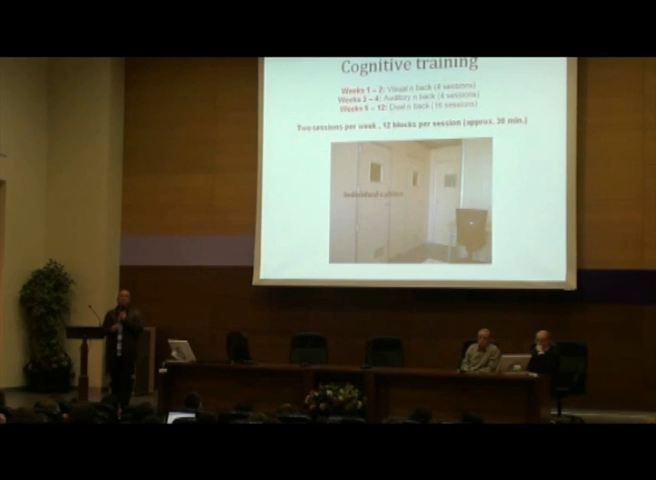 Cognitive training
Weeks 1 – 2: Visual n back (4 sessions)
Weeks 3 – 4: Auditory n back (4 sessions)
Weeks 5 – 12: Dual n back (16 sessions)
Two sessions per week , 12 blocks per session (approx. 30 min.)
Individual cabins